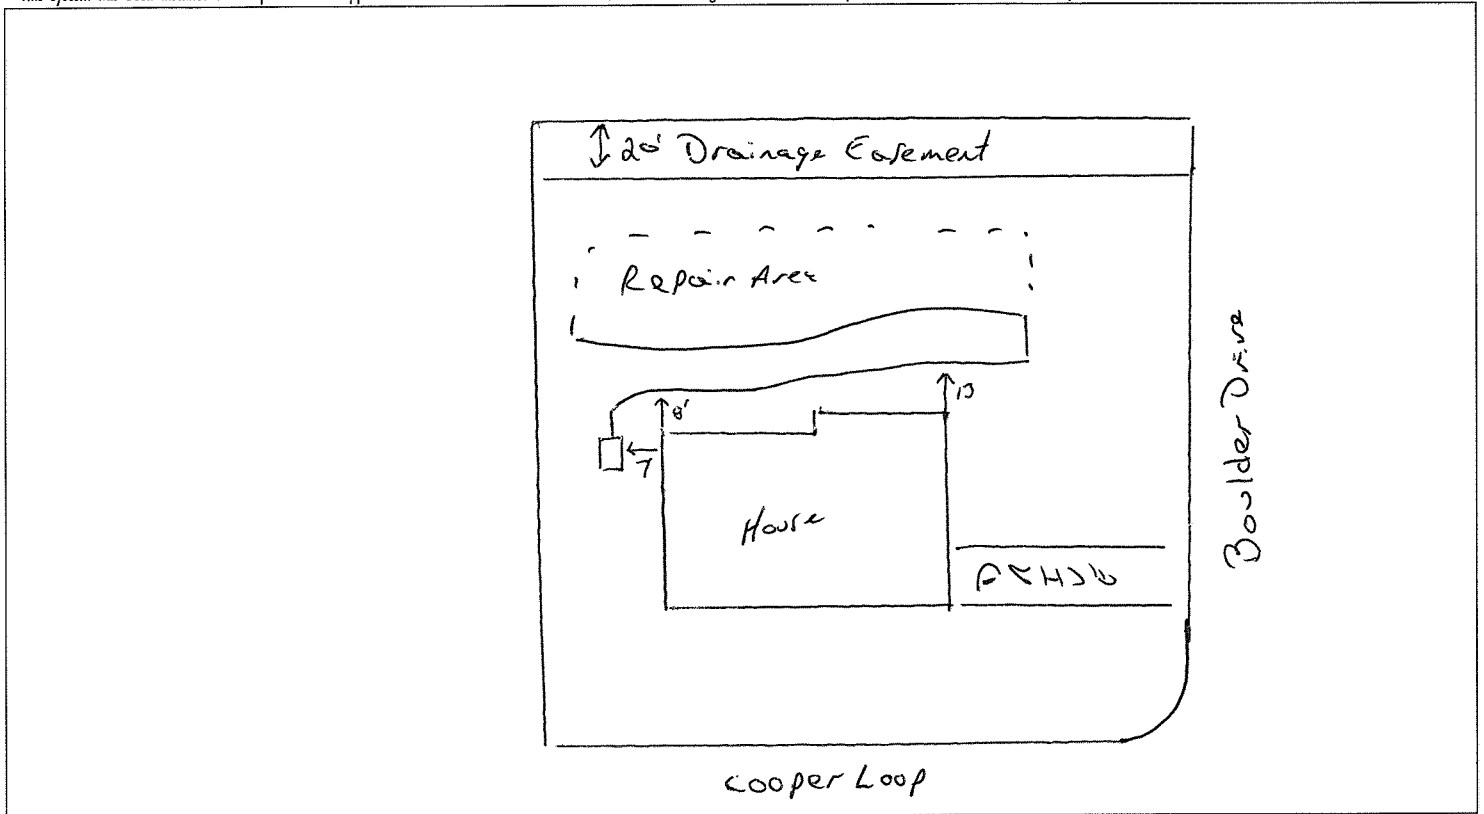 20' Drainage Easement
Repair Area
8'
13
7
House
Boulder Drive
Cooper Loop